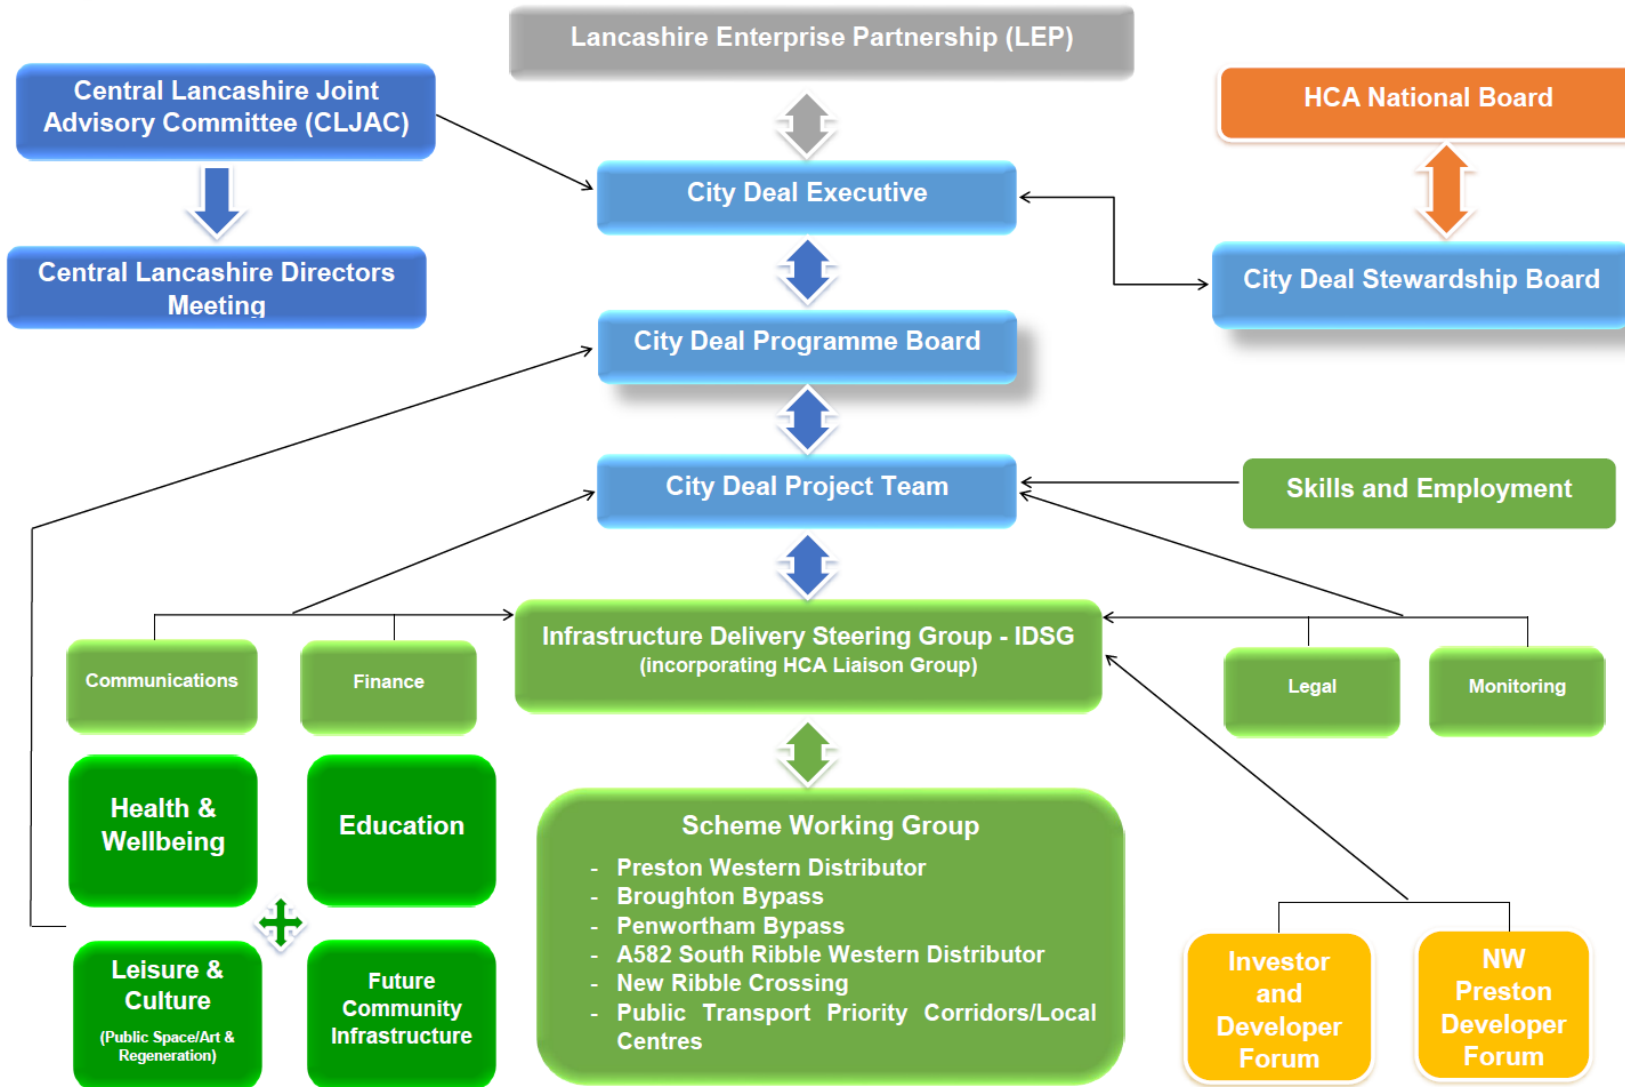 Lancashire Enterprise Partnership (LEP)
Central Lancashire Joint
Advisory Committee (CLJAC)
HCA National Board
City Deal Executive
Central Lancashire Directors
Meeting
City Deal Stewardship Board
City Deal Programme Board
City Deal Project Team
Skills and Employment
Infrastructure Delivery Steering Group - IDSG
(incorporating HCA Liaison Group)
Communications
Finance
Legal
Monitoring
Health &
Wellbeing
Education
Leisure &
Culture
(Public Space/Art &
Regeneration)
Future
Community
Infrastructure
Scheme Working Group
- Preston Western Distributor
- Broughton Bypass
- Penwortham Bypass
- A582 South Ribble Western Distributor
- New Ribble Crossing
- Public Transport Priority Corridors/Local
Centres
Investor
and
Developer
Forum
NW
Preston
Developer
Forum